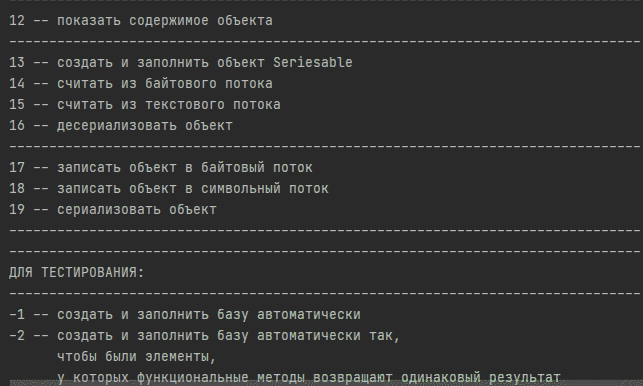 12 –– показать содержимое объекта
––––––––––––––––––––––––––––––––––––––––––––––––––––––––––––––––––––––––––––––––
13 –– создать и заполнить объект Seriesable
14 –– считать из байтового потока
15 –– считать из текстового потока
16 –– десериализовать объект
––––––––––––––––––––––––––––––––––––––––––––––––––––––––––––––––––––––––––––––––
17 –– записать объект в байтовый поток
18 –– записать объект в символьный поток
19 –– сериализовать объект
––––––––––––––––––––––––––––––––––––––––––––––––––––––––––––––––––––––––––––––––
––––––––––––––––––––––––––––––––––––––––––––––––––––––––––––––––––––––––––––––––
ДЛЯ ТЕСТИРОВАНИЯ:
––––––––––––––––––––––––––––––––––––––––––––––––––––––––––––––––––––––––––––––––
–1 –– создать и заполнить базу автоматически
–2 –– создать и заполнить базу автоматически так,
чтобы были элементы,
у которых функциональные методы возвращают одинаковый результат